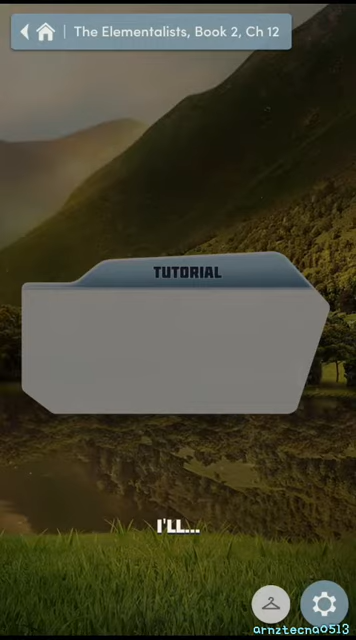 The Elementalists, Book 2, Ch 12
TUTORIAL
I'LL...
arnztecna0513